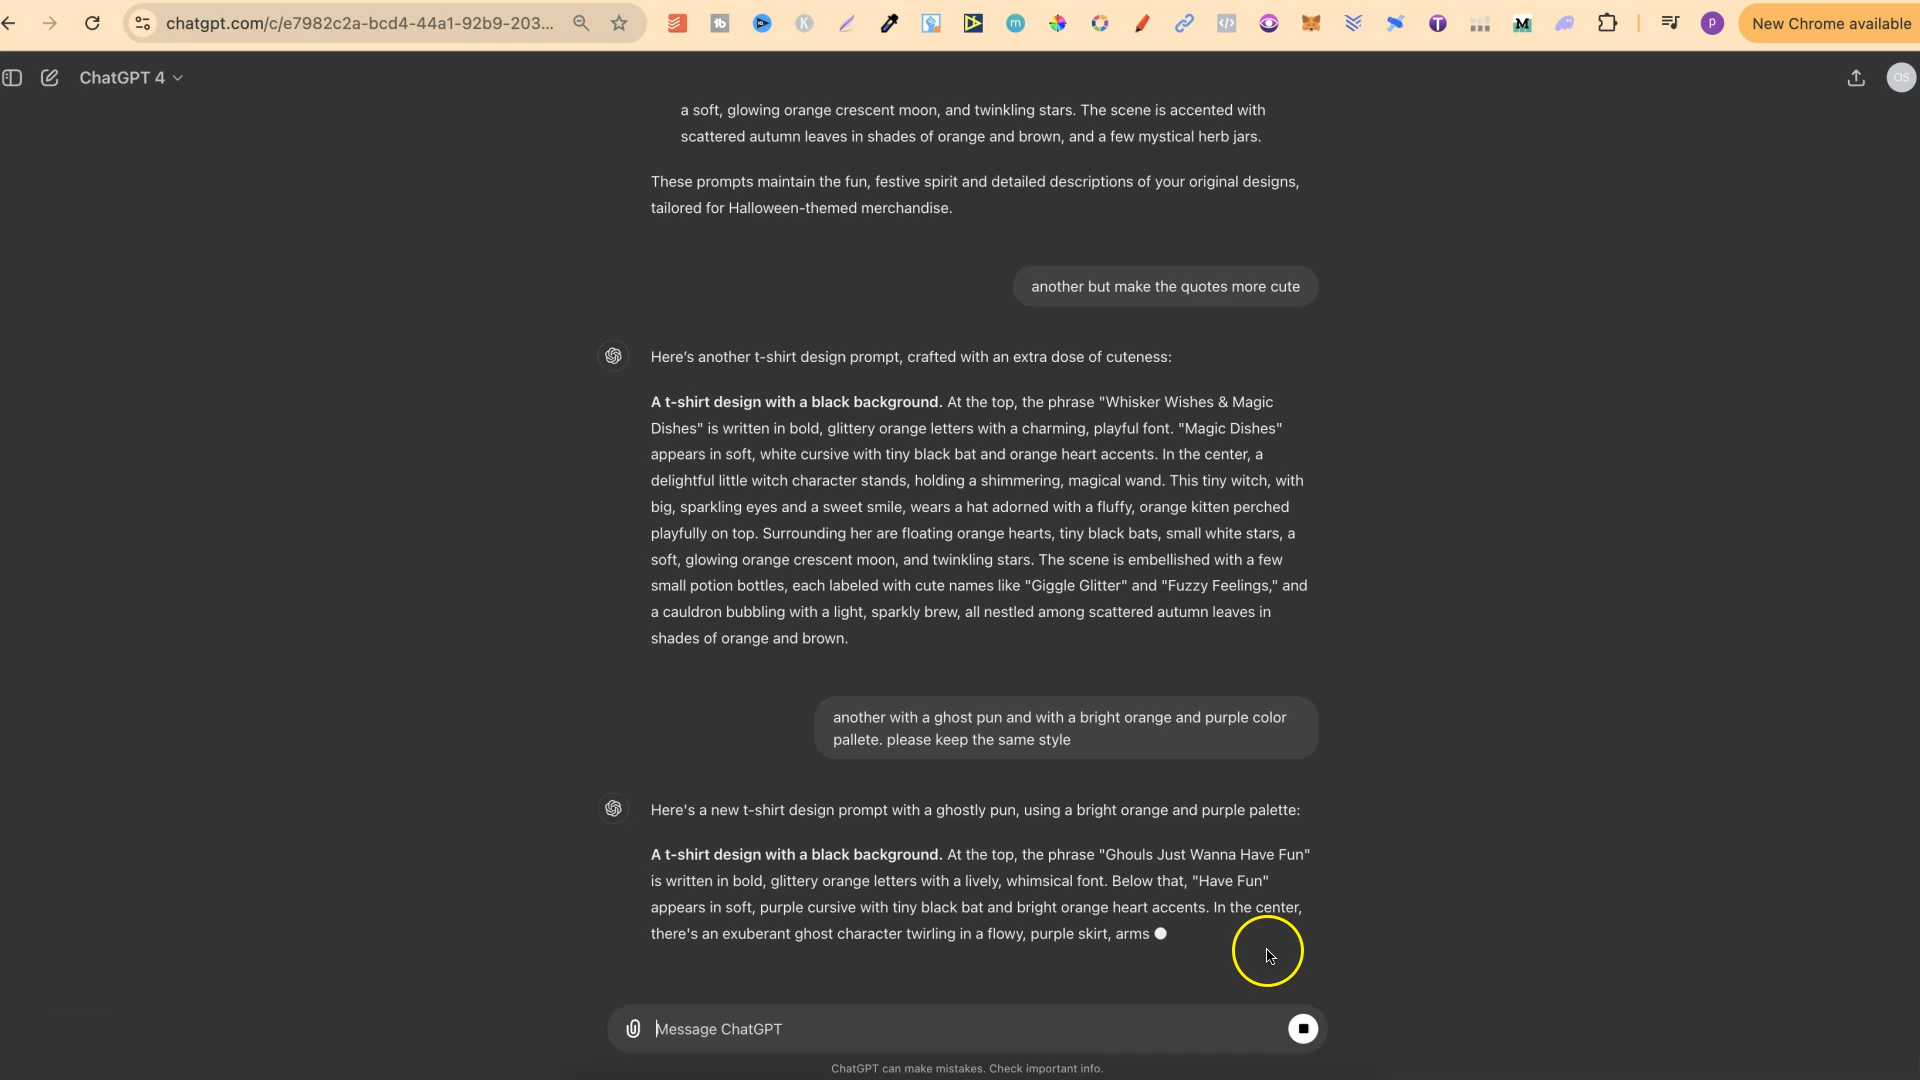 chatgpt.com/c/e7982c2a-bcd4-44a1-92b9-203...
New Chrome available
ChatGPT 4
OS
a soft, glowing orange crescent moon, and twinkling stars. The scene is accented with
scattered autumn leaves in shades of orange and brown, and a few mystical herb jars.
These prompts maintain the fun, festive spirit and detailed descriptions of your original designs,
tailored for Halloween-themed merchandise.
another but make the quotes more cute
Here's another t-shirt design prompt, crafted with an extra dose of cuteness:
A t-shirt design with a black background. At the top, the phrase "Whisker Wishes & Magic
Dishes" is written in bold, glittery orange letters with a charming, playful font. "Magic Dishes"
appears in soft, white cursive with tiny black bat and orange heart accents. In the center, a
delightful little witch character stands, holding a shimmering, magical wand. This tiny witch, with
big, sparkling eyes and a sweet smile, wears a hat adorned with a fluffy, orange kitten perched
playfully on top. Surrounding her are floating orange hearts, tiny black bats, small white stars, a
soft, glowing orange crescent moon, and twinkling stars. The scene is embellished with a few
small potion bottles, each labeled with cute names like "Giggle Glitter" and "Fuzzy Feelings," and
a cauldron bubbling with a light, sparkly brew, all nestled among scattered autumn leaves in
shades of orange and brown.
another with a ghost pun and with a bright orange and purple color
pallete. please keep the same style
Here's a new t-shirt design prompt with a ghostly pun, using a bright orange and purple palette:
A t-shirt design with a black background. At the top, the phrase "Ghouls Just Wanna Have Fun"
is written in bold, glittery orange letters with a lively, whimsical font. Below that, "Have Fun"
appears in soft, purple cursive with tiny black bat and bright orange heart accents. In the center,
there's an exuberant ghost character twirling in a flowy, purple skirt, arms
Message ChatGPT
ChatGPT can make mistakes. Check important info.